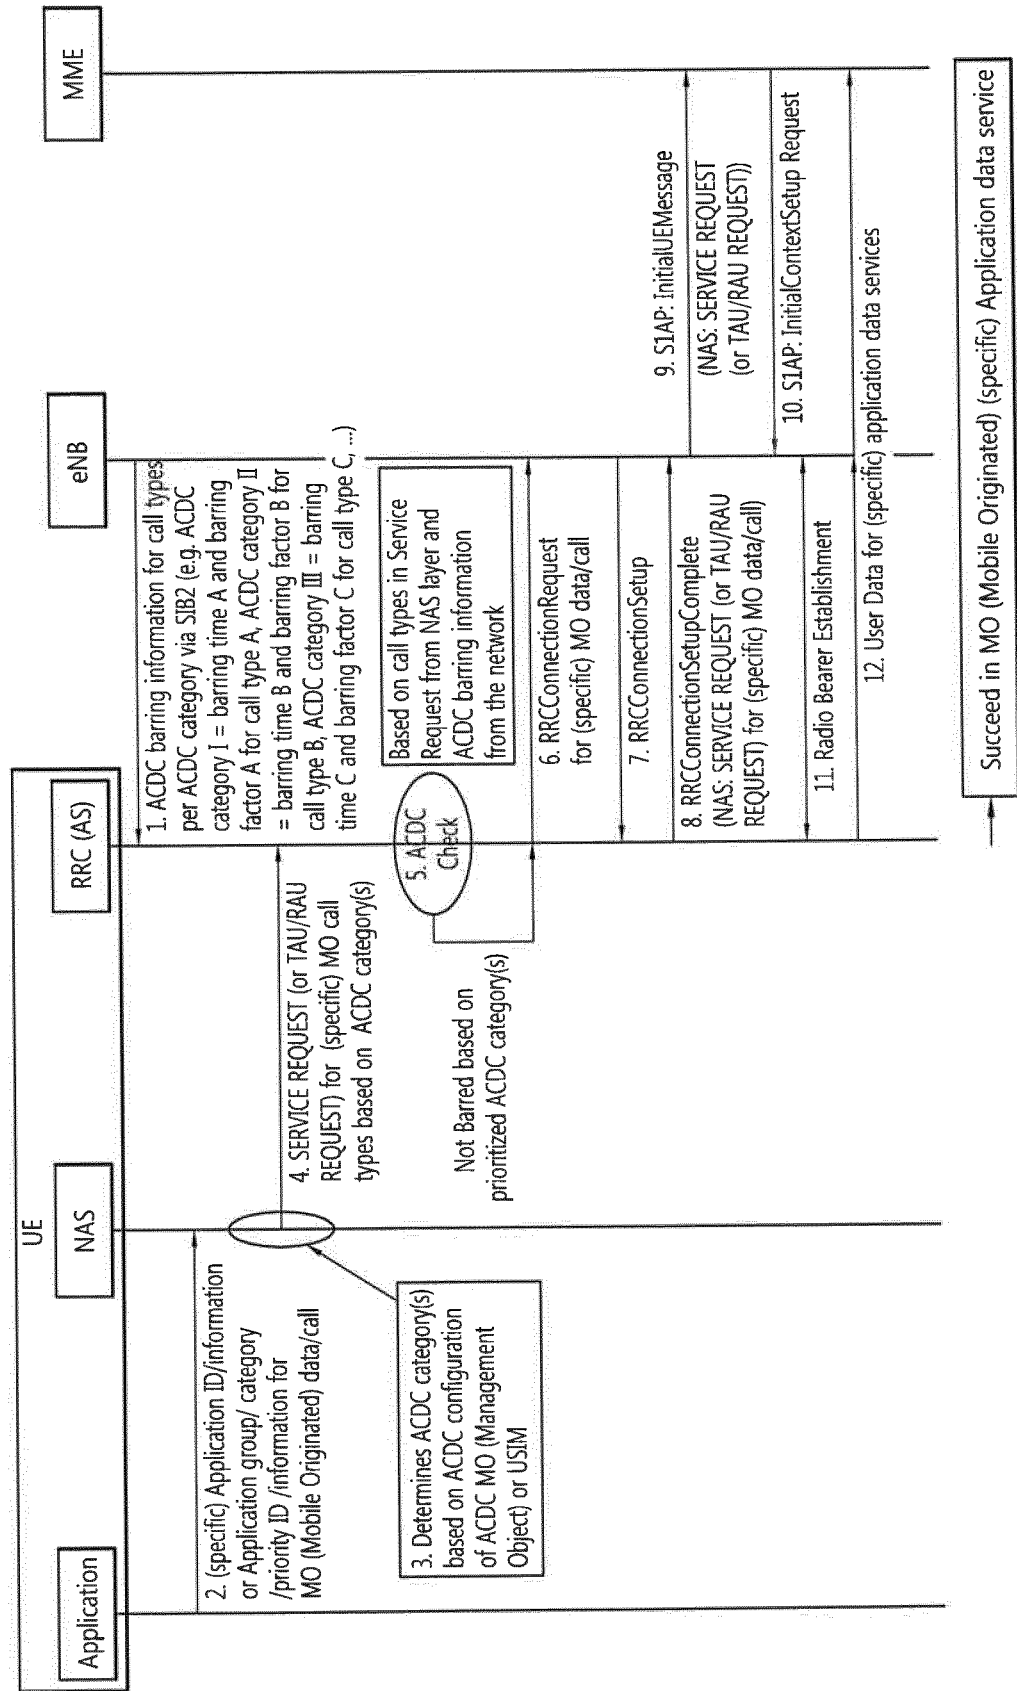 UE
Application
NAS
RRC (AS)
eNB
MME
1. ACDC barring information for call types
per ACDC category via SIB2 (e.g. ACDC
category I = barring time A and barring
factor A for call type A, ACDC category II
= barring time B and barring factor B for
call type B, ACDC category III = barring
time C and barring factor C for call type C, ...)
2. (specific) Application ID/information
or Application group/ category
/priority ID /information for
MO (Mobile Originated) data/call
3. Determines ACDC category(s)
based on ACDC configuration
of ACDC MO (Management
Object) or USIM
4. SERVICE REQUEST (or TAU/RAU
REQUEST) for (specific) MO call
types based on ACDC category(s)
5. ACDC
Check
Based on call types in Service
Request from NAS layer and
ACDC barring information
from the network
Not Barred based on
prioritized ACDC category(s)
6. RRCConnectionRequest
for (specific) MO data/call
7. RRCConnectionSetup
8. RRCConnectionSetupComplete
(NAS: SERVICE REQUEST (or TAU/RAU
REQUEST) for (specific) MO data/call)
9. S1AP: InitialUEMessage
(NAS: SERVICE REQUEST
(or TAU/RAU REQUEST))
10. S1AP: InitialContextSetup Request
11. Radio Bearer Establishment
12. User Data for (specific) application data services
Succeed in MO (Mobile Originated) (specific) Application data service